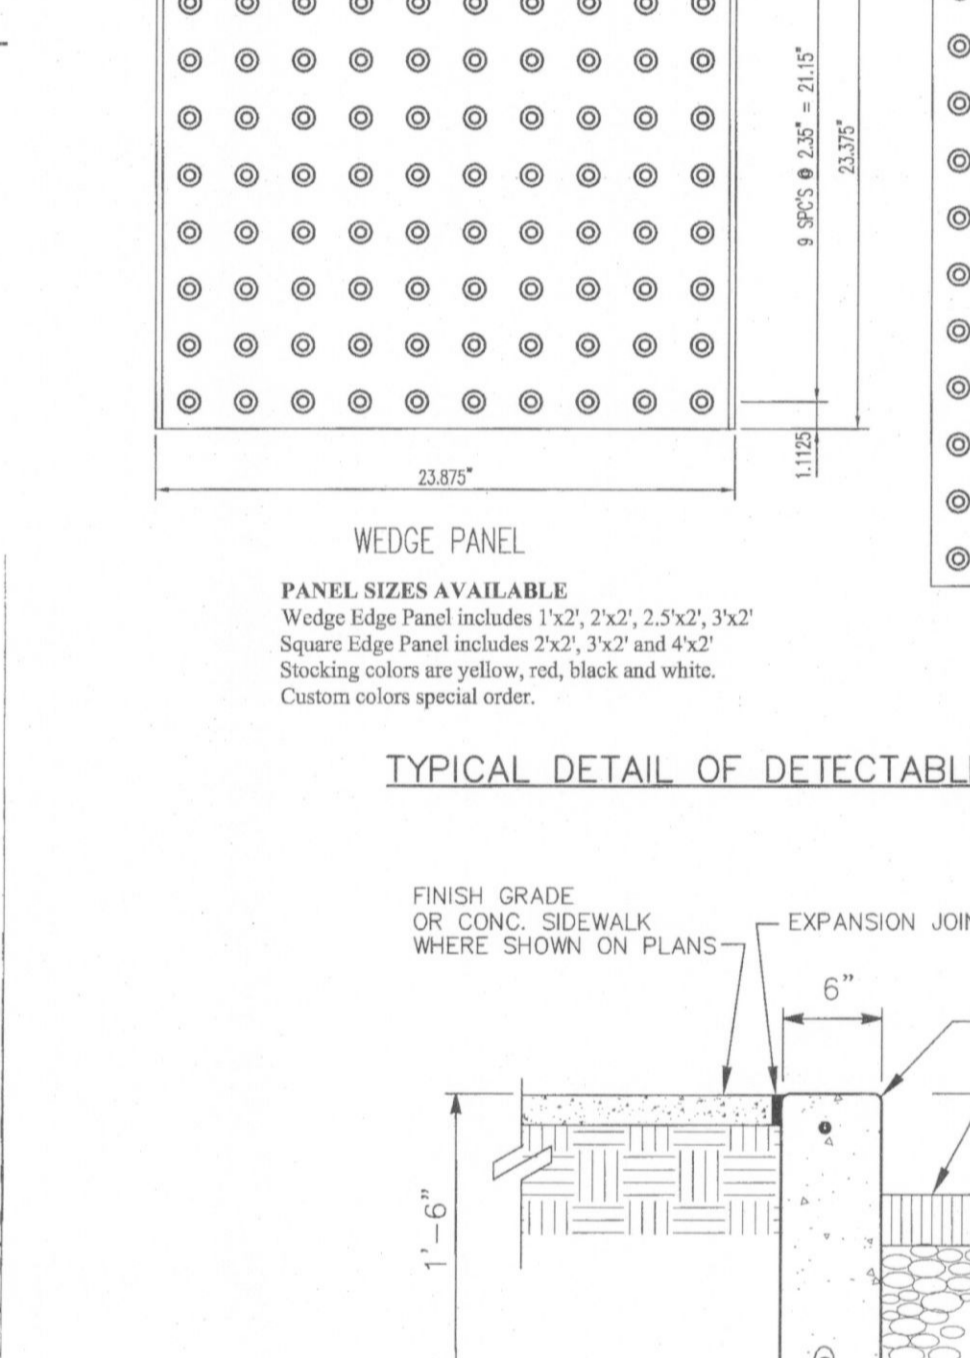 9 SPC'S @ 2.35" = 21.15"
23.375"
1.1125
23.875"
WEDGE PANEL
PANEL SIZES AVAILABLE
Wedge Edge Panel includes 1'x2', 2'x2', 2.5'x2', 3'x2'
Square Edge Panel includes 2'x2', 3'x2' and 4'x2'
Stocking colors are yellow, red, black and white.
Custom colors special order.
TYPICAL DETAIL OF DETECTABL
FINISH GRADE
OR CONC. SIDEWALK
WHERE SHOWN ON PLANS
EXPANSION JOIN
6”
1'-6”